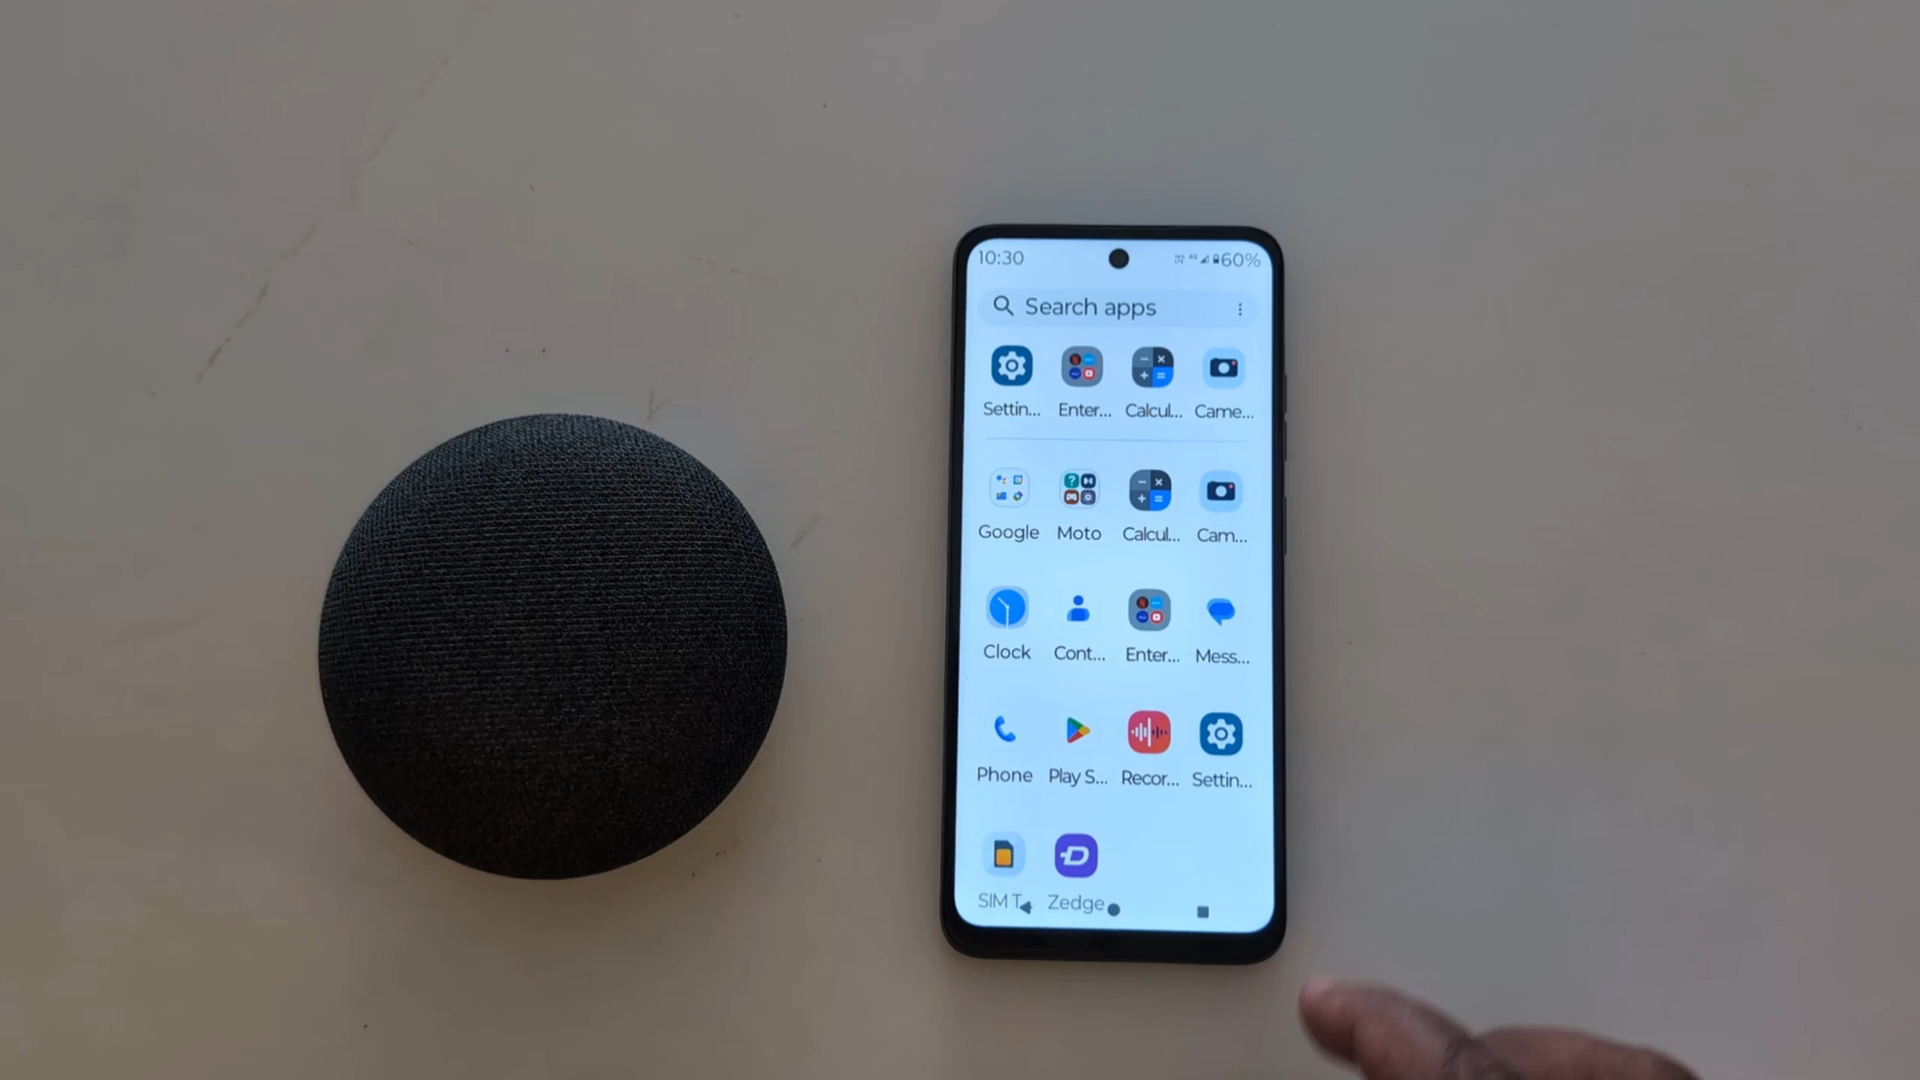 10:30 60%
Search apps
Settin... Enter... Calcul... Came...
Google Moto Calcul... Cam...
Clock Cont... Enter... Mess...
Phone Play S... Recor... Settin...
SIM T Zedge